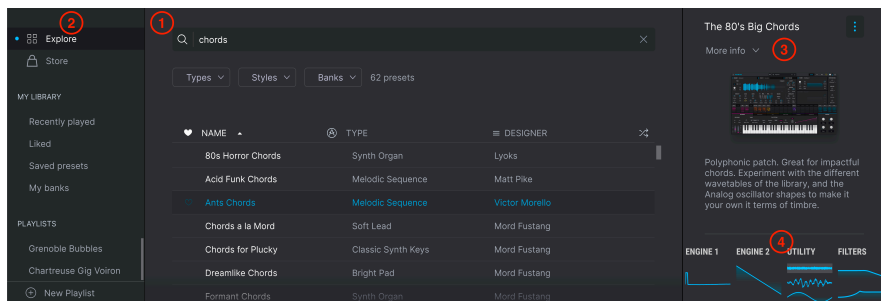 1
2
Explore
Store
MY LIBRARY
Recently played
Liked
Saved presets
My banks
PLAYLISTS
Grenoble Bubbles
Chartreuse Gig Voiron
New Playlist
chords
Types Styles Banks 62 presets
NAME TYPE DESIGNER
80s Horror Chords Synth Organ Lyoks
Acid Funk Chords Melodic Sequence Matt Pike
Ants Chords Melodic Sequence Victor Morello
Chords a la Mord Soft Lead Mord Fustang
Chords for Plucky Classic Synth Keys Mord Fustang
Dreamlike Chords Bright Pad Mord Fustang
Formant Chords Synth Organ Mord Fustang
The 80's Big Chords
More info 3
Polyphonic patch. Great for impactful
chords. Experiment with the different
wavetables of the library, and the
Analog oscillator shapes to make it
your own it terms of timbre.
4
ENGINE 1 ENGINE 2 UTILITY FILTERS